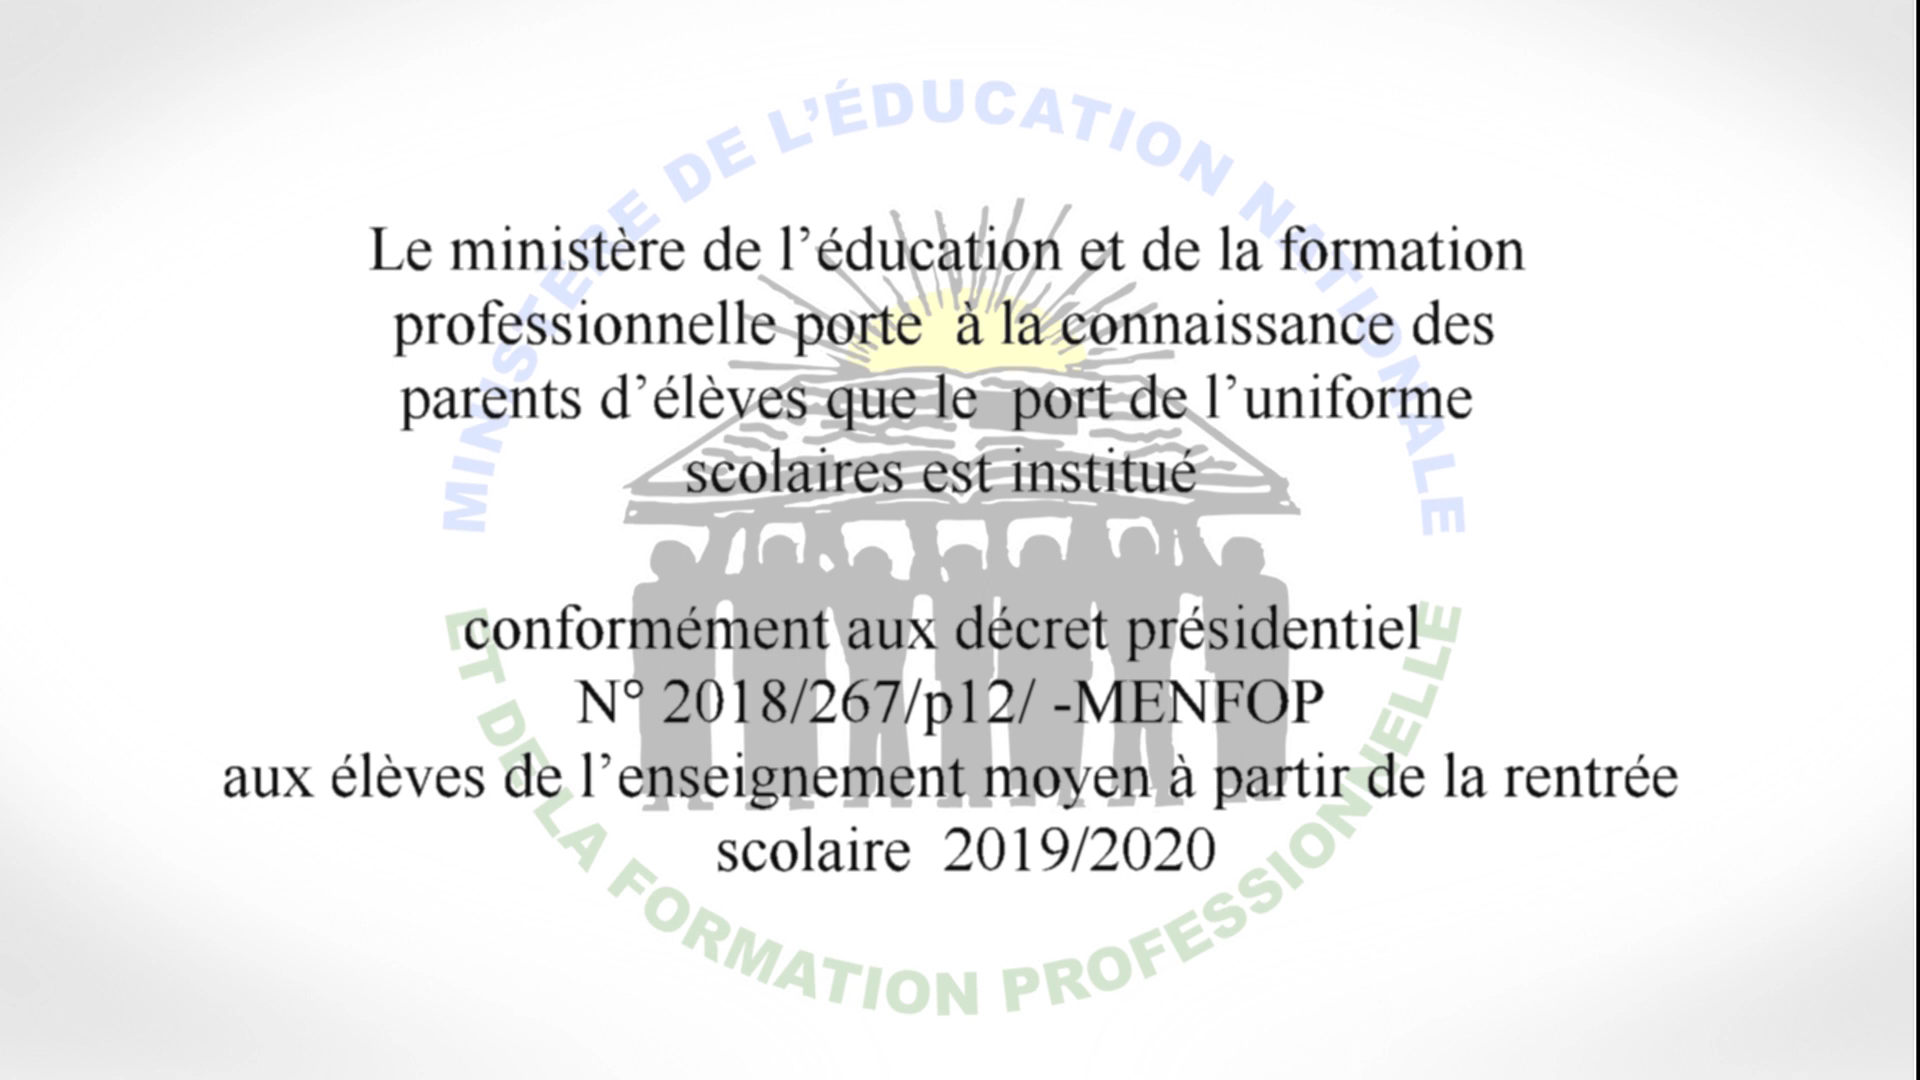 MINISTÈRE DE L’ÉDUCATION NATIONALE
Le ministère de l’éducation et de la formation
professionnelle porte à la connaissance des
parents d’élèves que le port de l’uniforme
scolaires est institué
conformément aux décret présidentiel
N° 2018/267/p12/ -MENFOP
aux élèves de l’enseignement moyen à partir de la rentrée
scolaire 2019/2020
ET DE LA FORMATION PROFESSIONNELLE